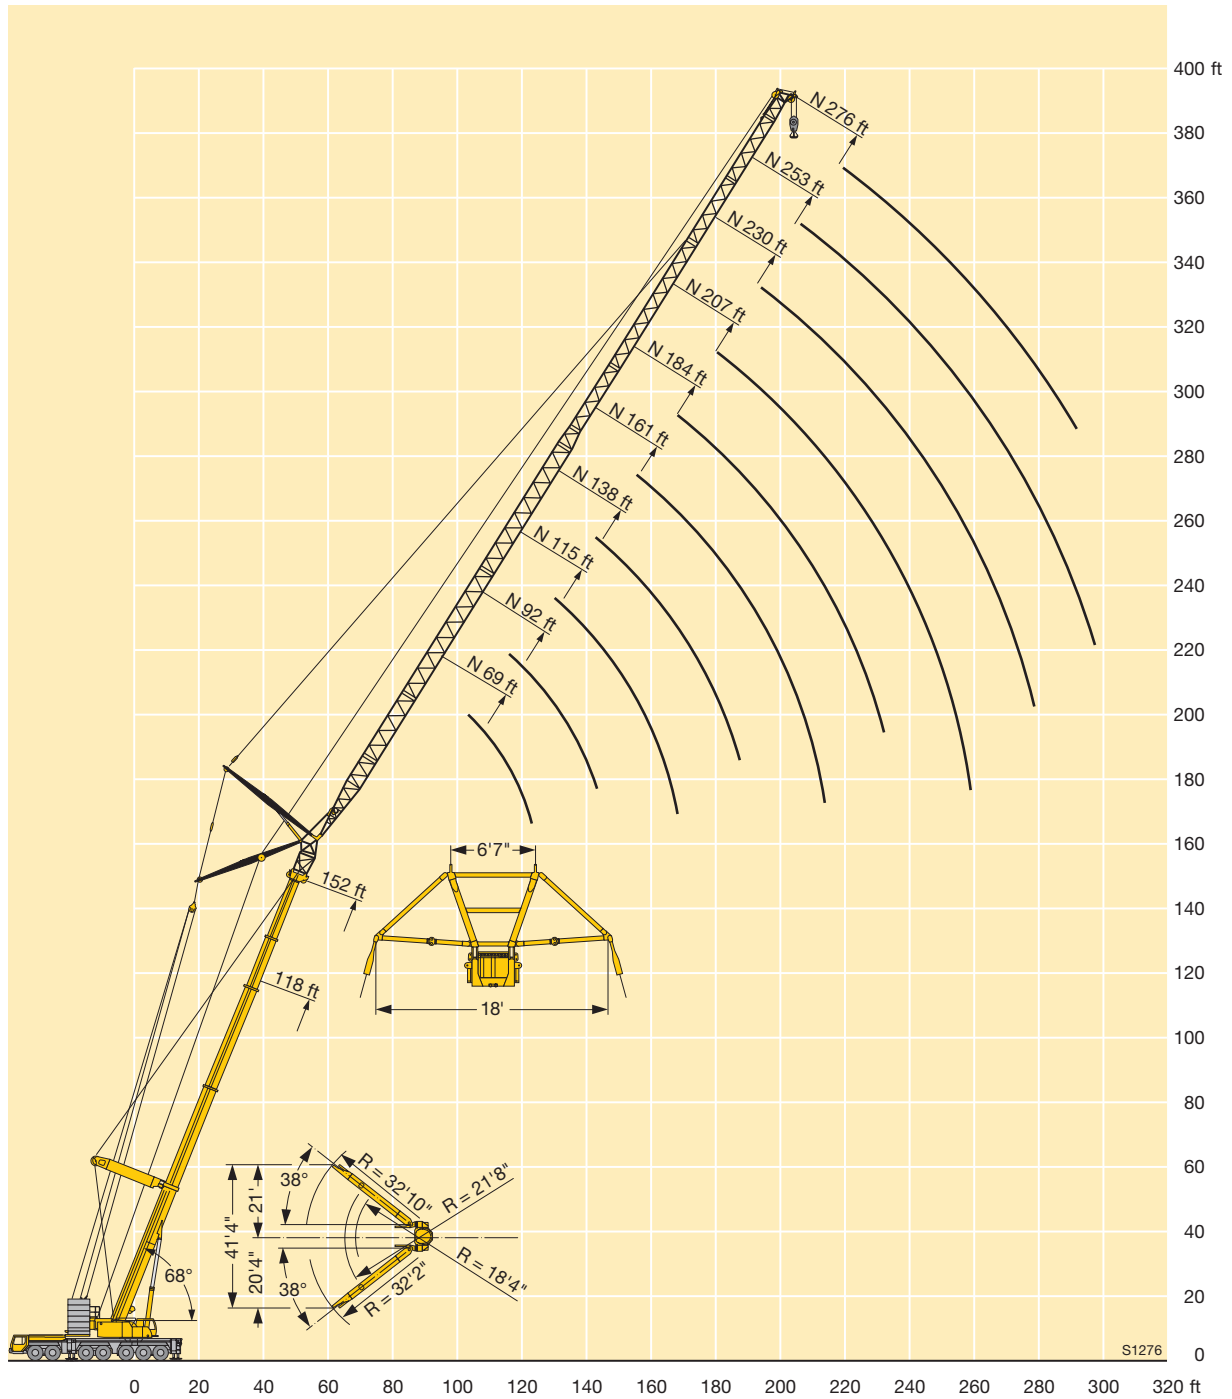 400 ft
N 276 ft
380
N 253 ft
360
N 230 ft
340
N 207 ft
320
N 184 ft
300
N 161 ft
280
N 138 ft
260
N 115 ft
240
N 92 ft
220
N 69 ft
200
180
160
6'7"
152 ft
140
118 ft
120
18'
100
80
60
38°
21'
R = 32'10"
R = 21'8"
41'4"
40
20'4"
38°
R = 32'2"
R = 18'4"
68°
20
S1276
0
0 20 40 60 80 100 120 140 160 180 200 220 240 260 280 300 320 ft